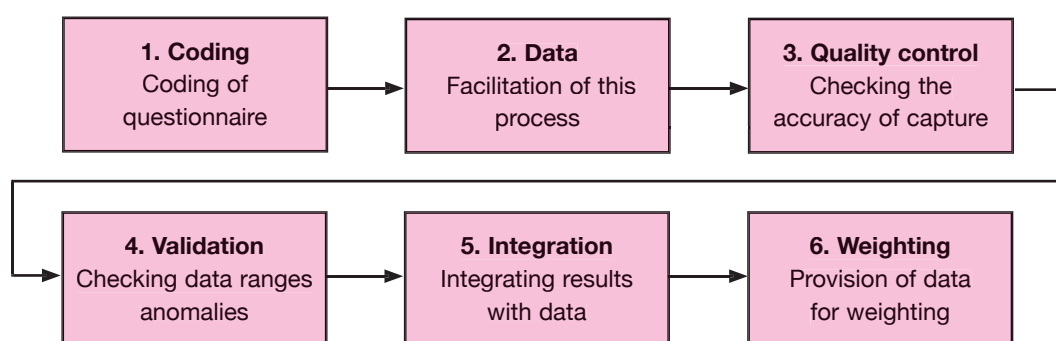 1. Coding
Coding of
questionnaire
2. Data
Facilitation of this
process
3. Quality control
Checking the
accuracy of capture
4. Validation
Checking data ranges
anomalies
5. Integration
Integrating results
with data
6. Weighting
Provision of data
for weighting